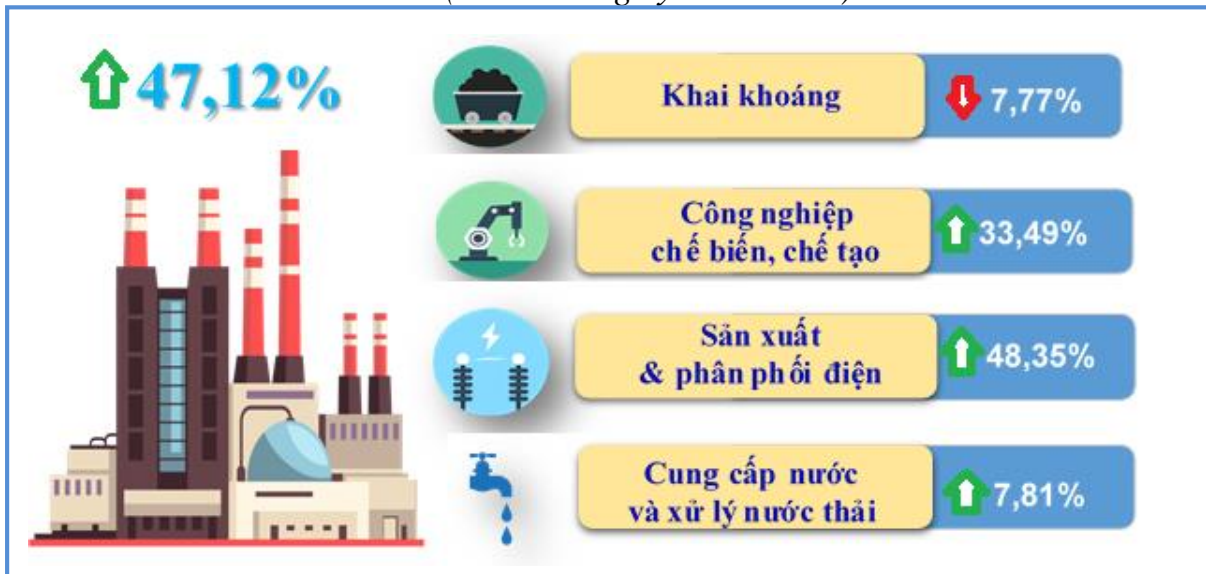 47,12%
Khai khoáng
7,77%
Công nghiệp
chế biến, chế tạo
33,49%
Sản xuất
& phân phối điện
48,35%
Cung cấp nước
và xử lý nước thải
7,81%